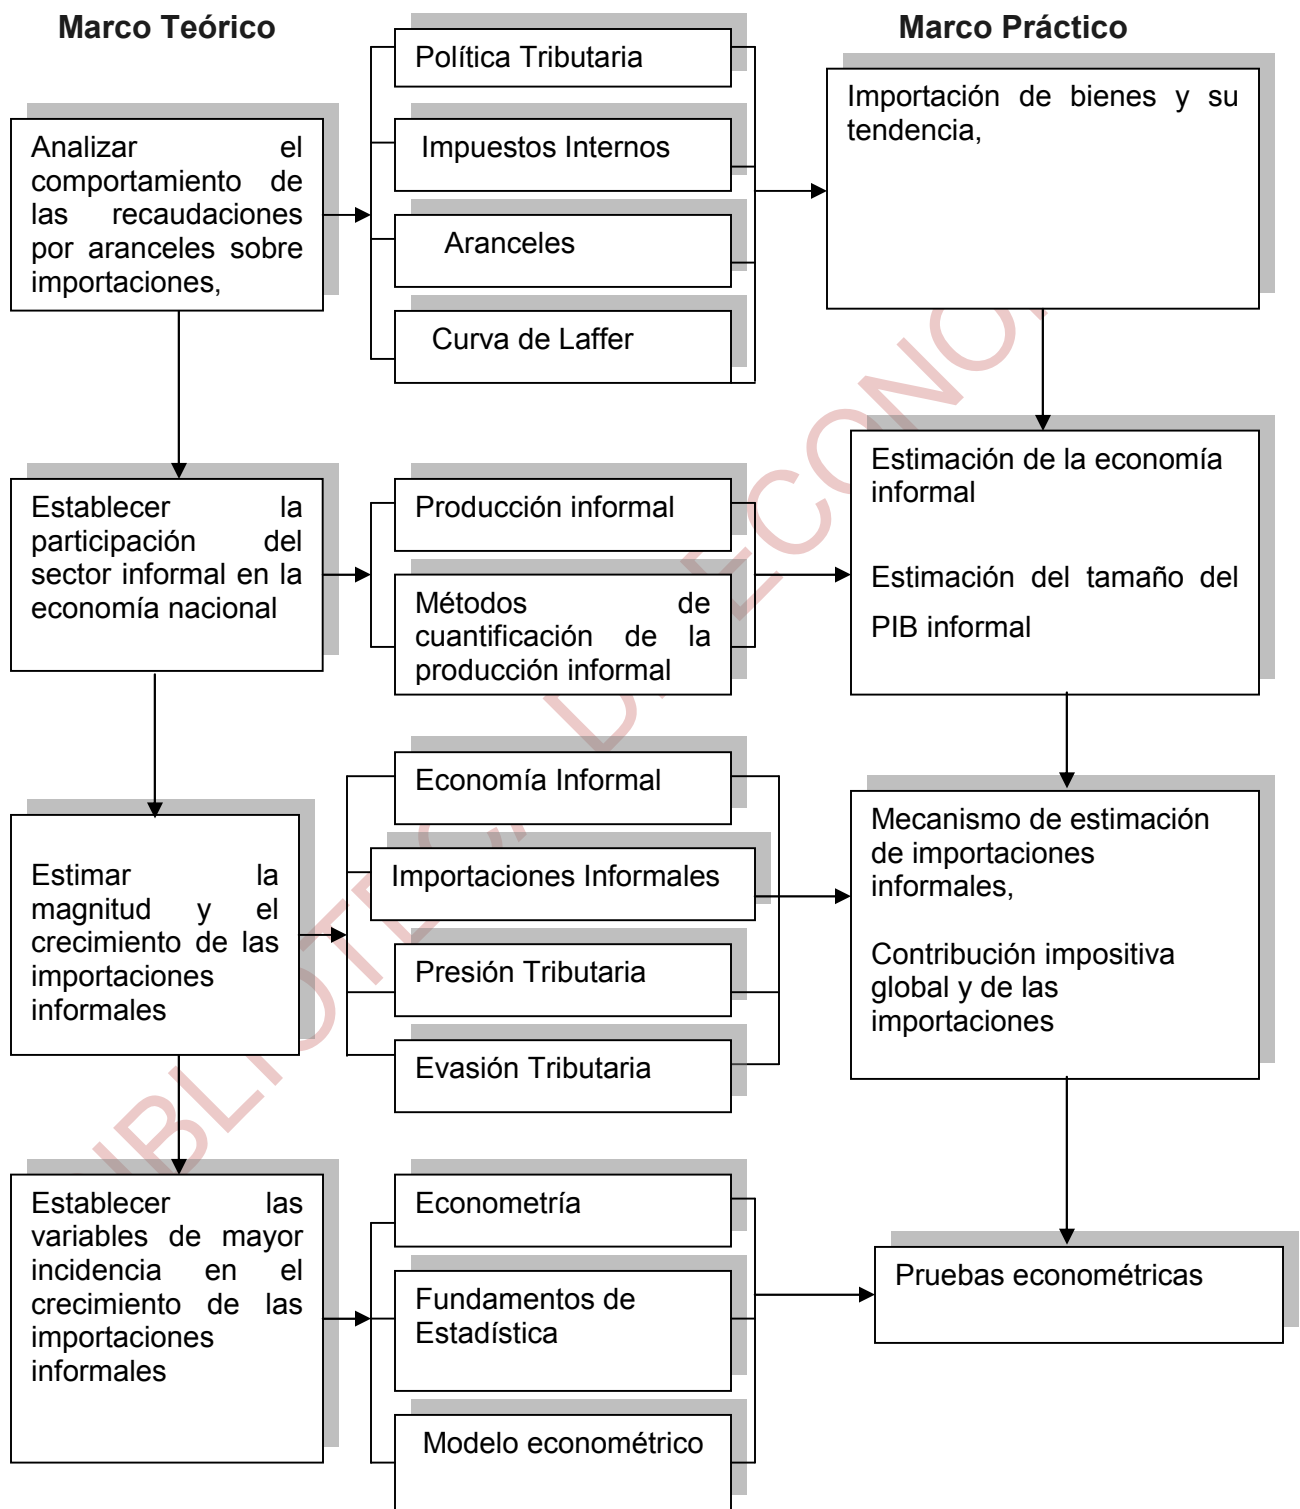 Marco Teórico
Marco Práctico
Analizar el
comportamiento de
las recaudaciones
por aranceles sobre
importaciones,
Política Tributaria
Impuestos Internos
Aranceles
Curva de Laffer
Importación de bienes y su
tendencia,
Establecer la
participación del
sector informal en la
economía nacional
Producción informal
Métodos de
cuantificación de la
producción informal
Estimación de la economía
informal
Estimación del tamaño del
PIB informal
Estimar la
magnitud y el
crecimiento de las
importaciones
informales
Economía Informal
Importaciones Informales
Presión Tributaria
Evasión Tributaria
Mecanismo de estimación
de importaciones
informales,
Contribución impositiva
global y de las
importaciones
Establecer las
variables de mayor
incidencia en el
crecimiento de las
importaciones
informales
Econometría
Fundamentos de
Estadística
Modelo econométrico
Pruebas econométricas